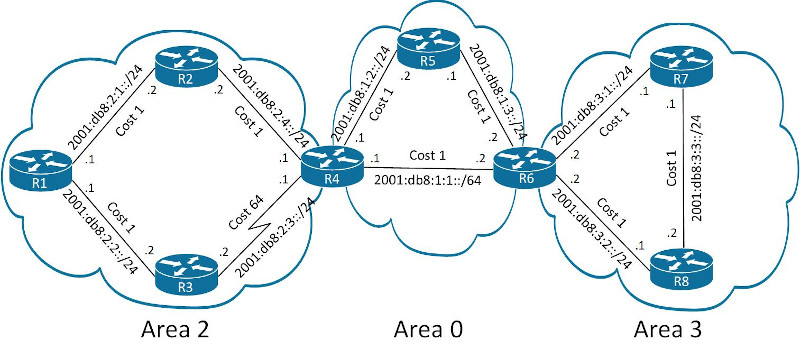 R2
R5
R7
2001:db8:2:1::/24
Cost 1
.2
.2
2001:db8:2:4::/24
Cost 1
2001:db8:1:2::/24
Cost 1
.2
.1
2001:db8:1:3::/24
Cost 1
2001:db8:3:1::/24
Cost 1
.1
.1
R1
.1
.1
.1
.1
R4
.1
.1
Cost 1
2001:db8:1:1::/64
.2
.2
R6
.2
.2
Cost 1
2001:db8:3:3::/24
2001:db8:2:2::/24
Cost 1
.2
.2
Cost 64
2001:db8:2:3::/24
2001:db8:3:2::/24
Cost 1
.1
.2
R3
R8
Area 2
Area 0
Area 3